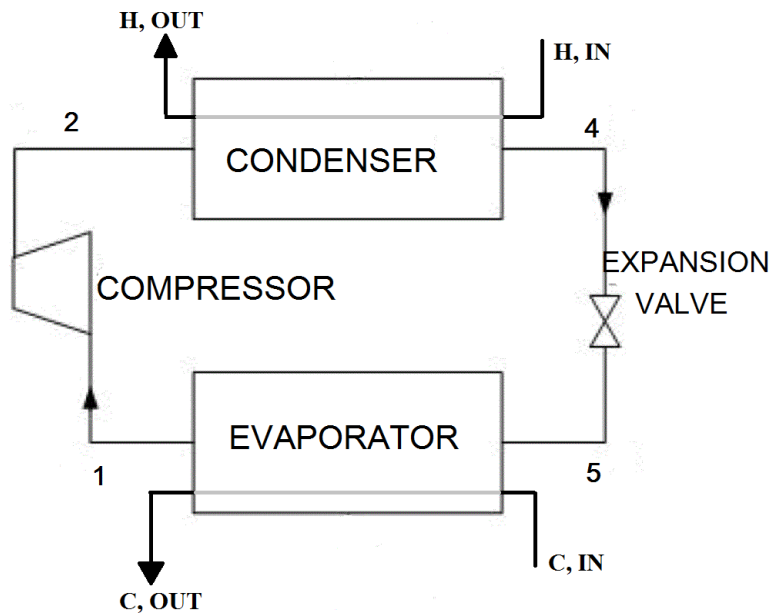 H, OUT
H, IN
2
4
CONDENSER
EXPANSION
VALVE
COMPRESSOR
EVAPORATOR
1
5
C, IN
C, OUT